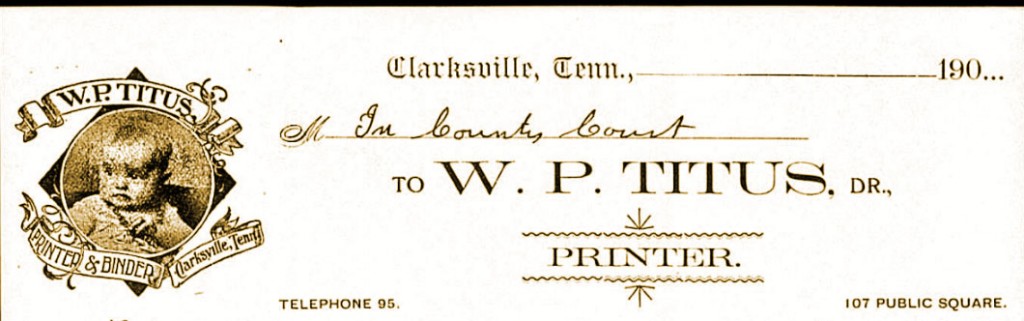 W.P. TITUS.
PRINTER & BINDER
Clarksville, Tenn.
Clarksville, Tenn., 190...
M In County Court
TO W. P. TITUS, DR.,
PRINTER.
TELEPHONE 95.
107 PUBLIC SQUARE.